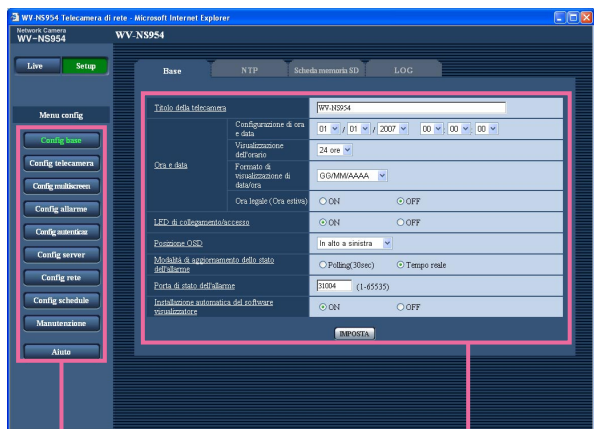 WV-NS954 Telecamera di rete - Microsoft Internet Explorer
Network Camera
WV-NS954
WV-NS954
Live Setup
Base NTP Scheda memoria SD LOG
Menu config
Config base
Config telecamera
Config multiscreen
Config allarme
Config autenticaz
Config server
Config rete
Config schedule
Manutenzione
Aiuto
Titolo della telecamera WV-NS954
Ora e data
Configurazione di ora
e data
01 / 01 / 2007 00 : 00 : 00
Visualizzazione
dell'orario
24 ore
Formato di
visualizzazione di
data/ora
GG/MM/AAAA
Ora legale (Ora estiva) ON OFF
LED di collegamento/accesso ON OFF
Posizione OSD In alto a sinistra
Modalità di aggiornamento dello stato
dell'allarme
Polling(30sec) Tempo reale
Porta di stato dell'allarme 31004 (1-65535)
Installazione automatica del software
visualizzatore
ON OFF
IMPOSTA